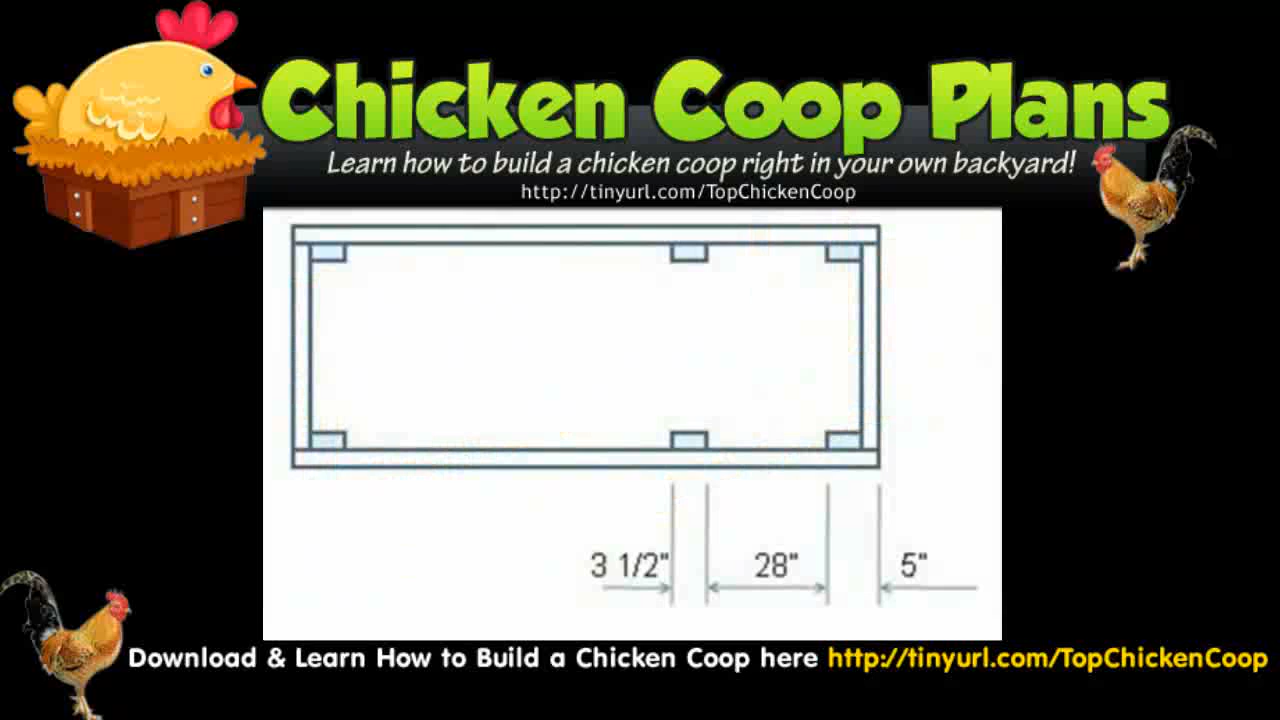 Chicken Coop Plans
Learn how to build a chicken coop right in your own backyard!
http://tinyurl.com/TopChickenCoop
3 1/2" 28" 5"
Download & Learn How to Build a Chicken Coop here http://tinyurl.com/TopChickenCoop